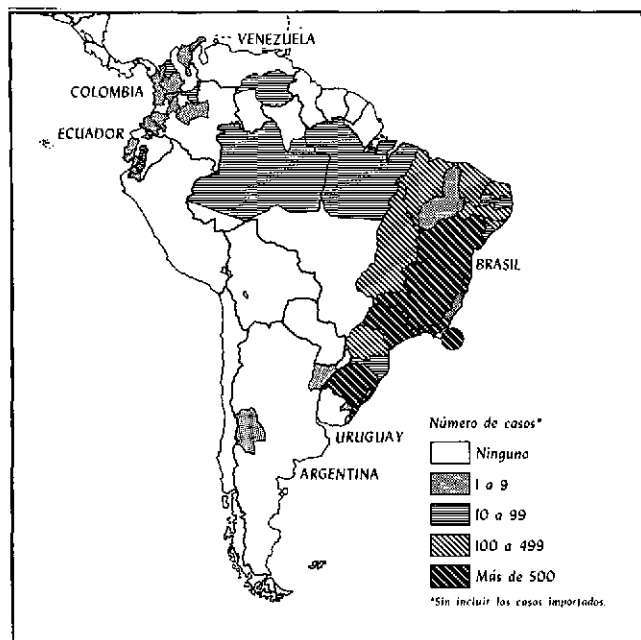 VENEZUELA
COLOMBIA
ECUADOR
BRASIL
URUGUAY
ARGENTINA
Número de casos*
Ninguno
1 a 9
10 a 99
100 a 499
Más de 500
*Sin incluir los casos importados.